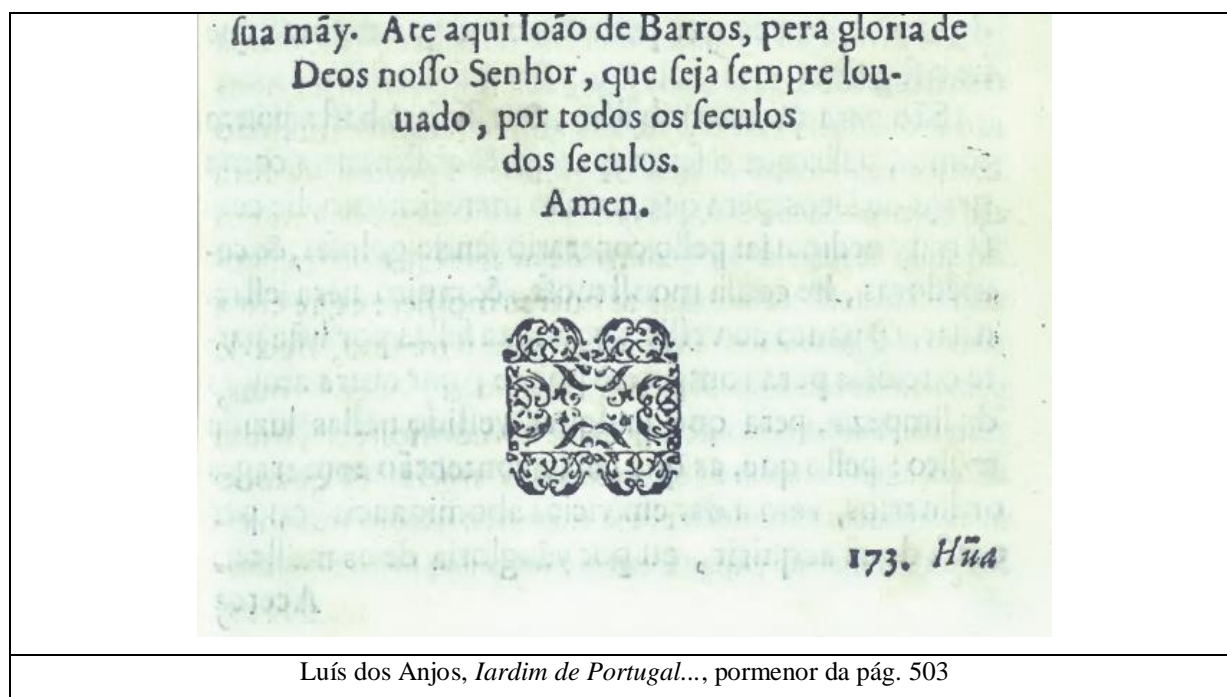 ſua mãy. Ate aqui Ioão de Barros, pera gloria de
Deos noſſo Senhor, que ſeja ſempre lou-
uado, por todos os ſeculos
dos ſeculos.
Amen.
173. Hũa
Luís dos Anjos, Iardim de Portugal..., pormenor da pág. 503